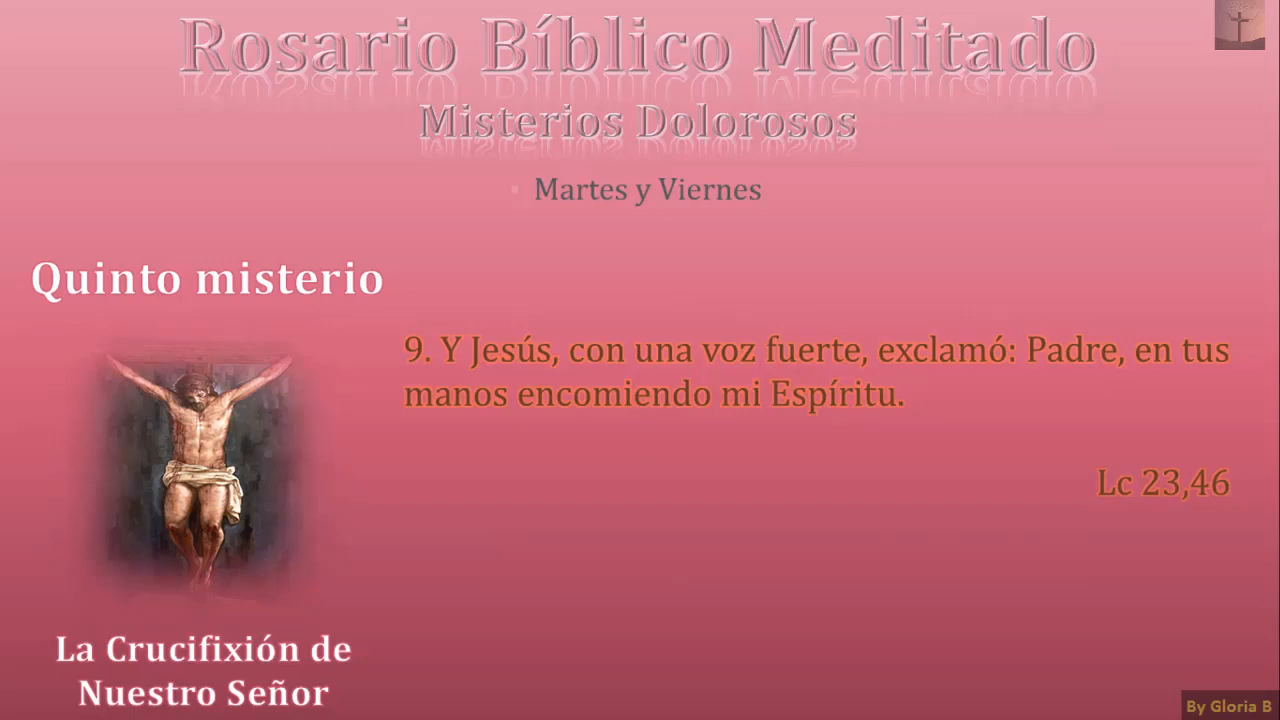 Rosario Bíblico Meditado
Misterios Dolorosos
Martes y Viernes
Quinto misterio
9. Y Jesús, con una voz fuerte, exclamó: Padre, en tus
manos encomiendo mi Espíritu.
Lc 23,46
La Crucifixión de
Nuestro Señor
By Gloria B